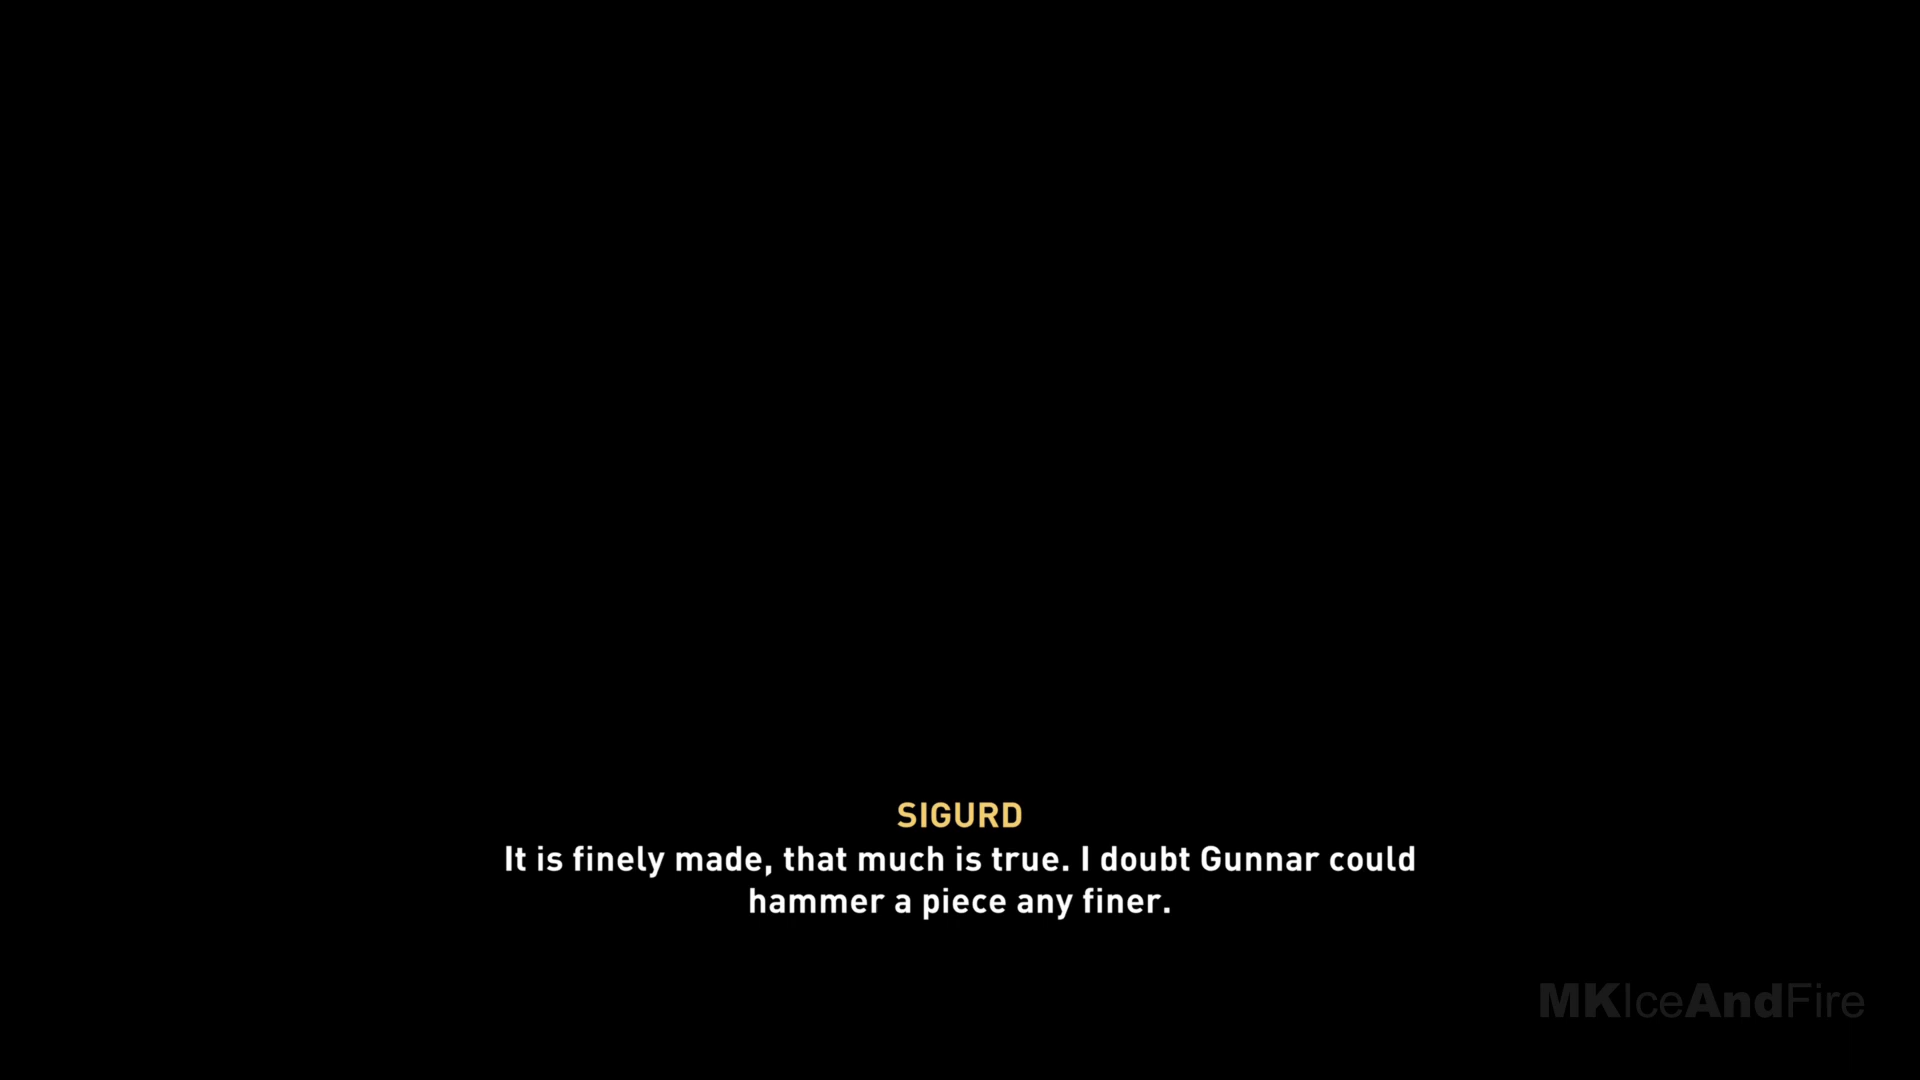 SIGURD
It is finely made, that much is true. I doubt Gunnar could
hammer a piece any finer.
MKIceAndFire